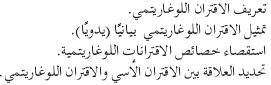 تعريف الاقتران اللوغاريتمي.
تمثيل الاقتران اللوغاريتمي بيانيًا (يدويًا).
استقصاء خصائص الاقترانات اللوغاريتمية.
تحديد العلاقة بين الاقتران الأسي والاقتران اللوغاريتمي.